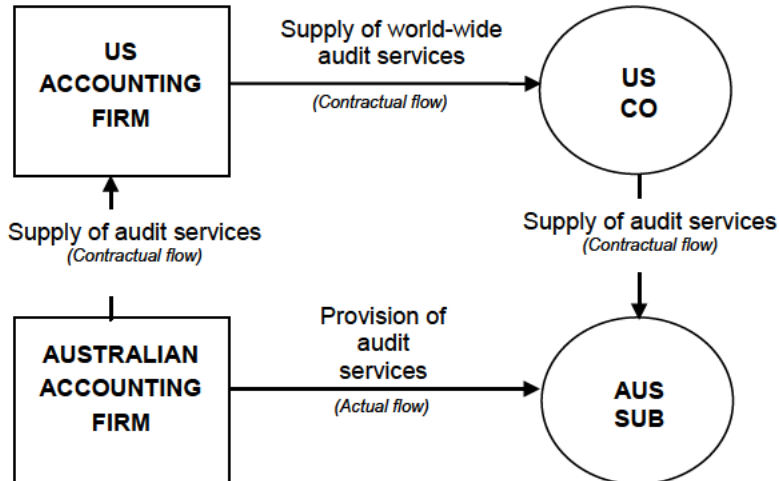 US
ACCOUNTING
FIRM
Supply of world-wide
audit services
(Contractual flow)
US
CO
Supply of audit services
(Contractual flow)
Supply of audit services
(Contractual flow)
AUSTRALIAN
ACCOUNTING
FIRM
Provision of
audit
services
(Actual flow)
AUS
SUB